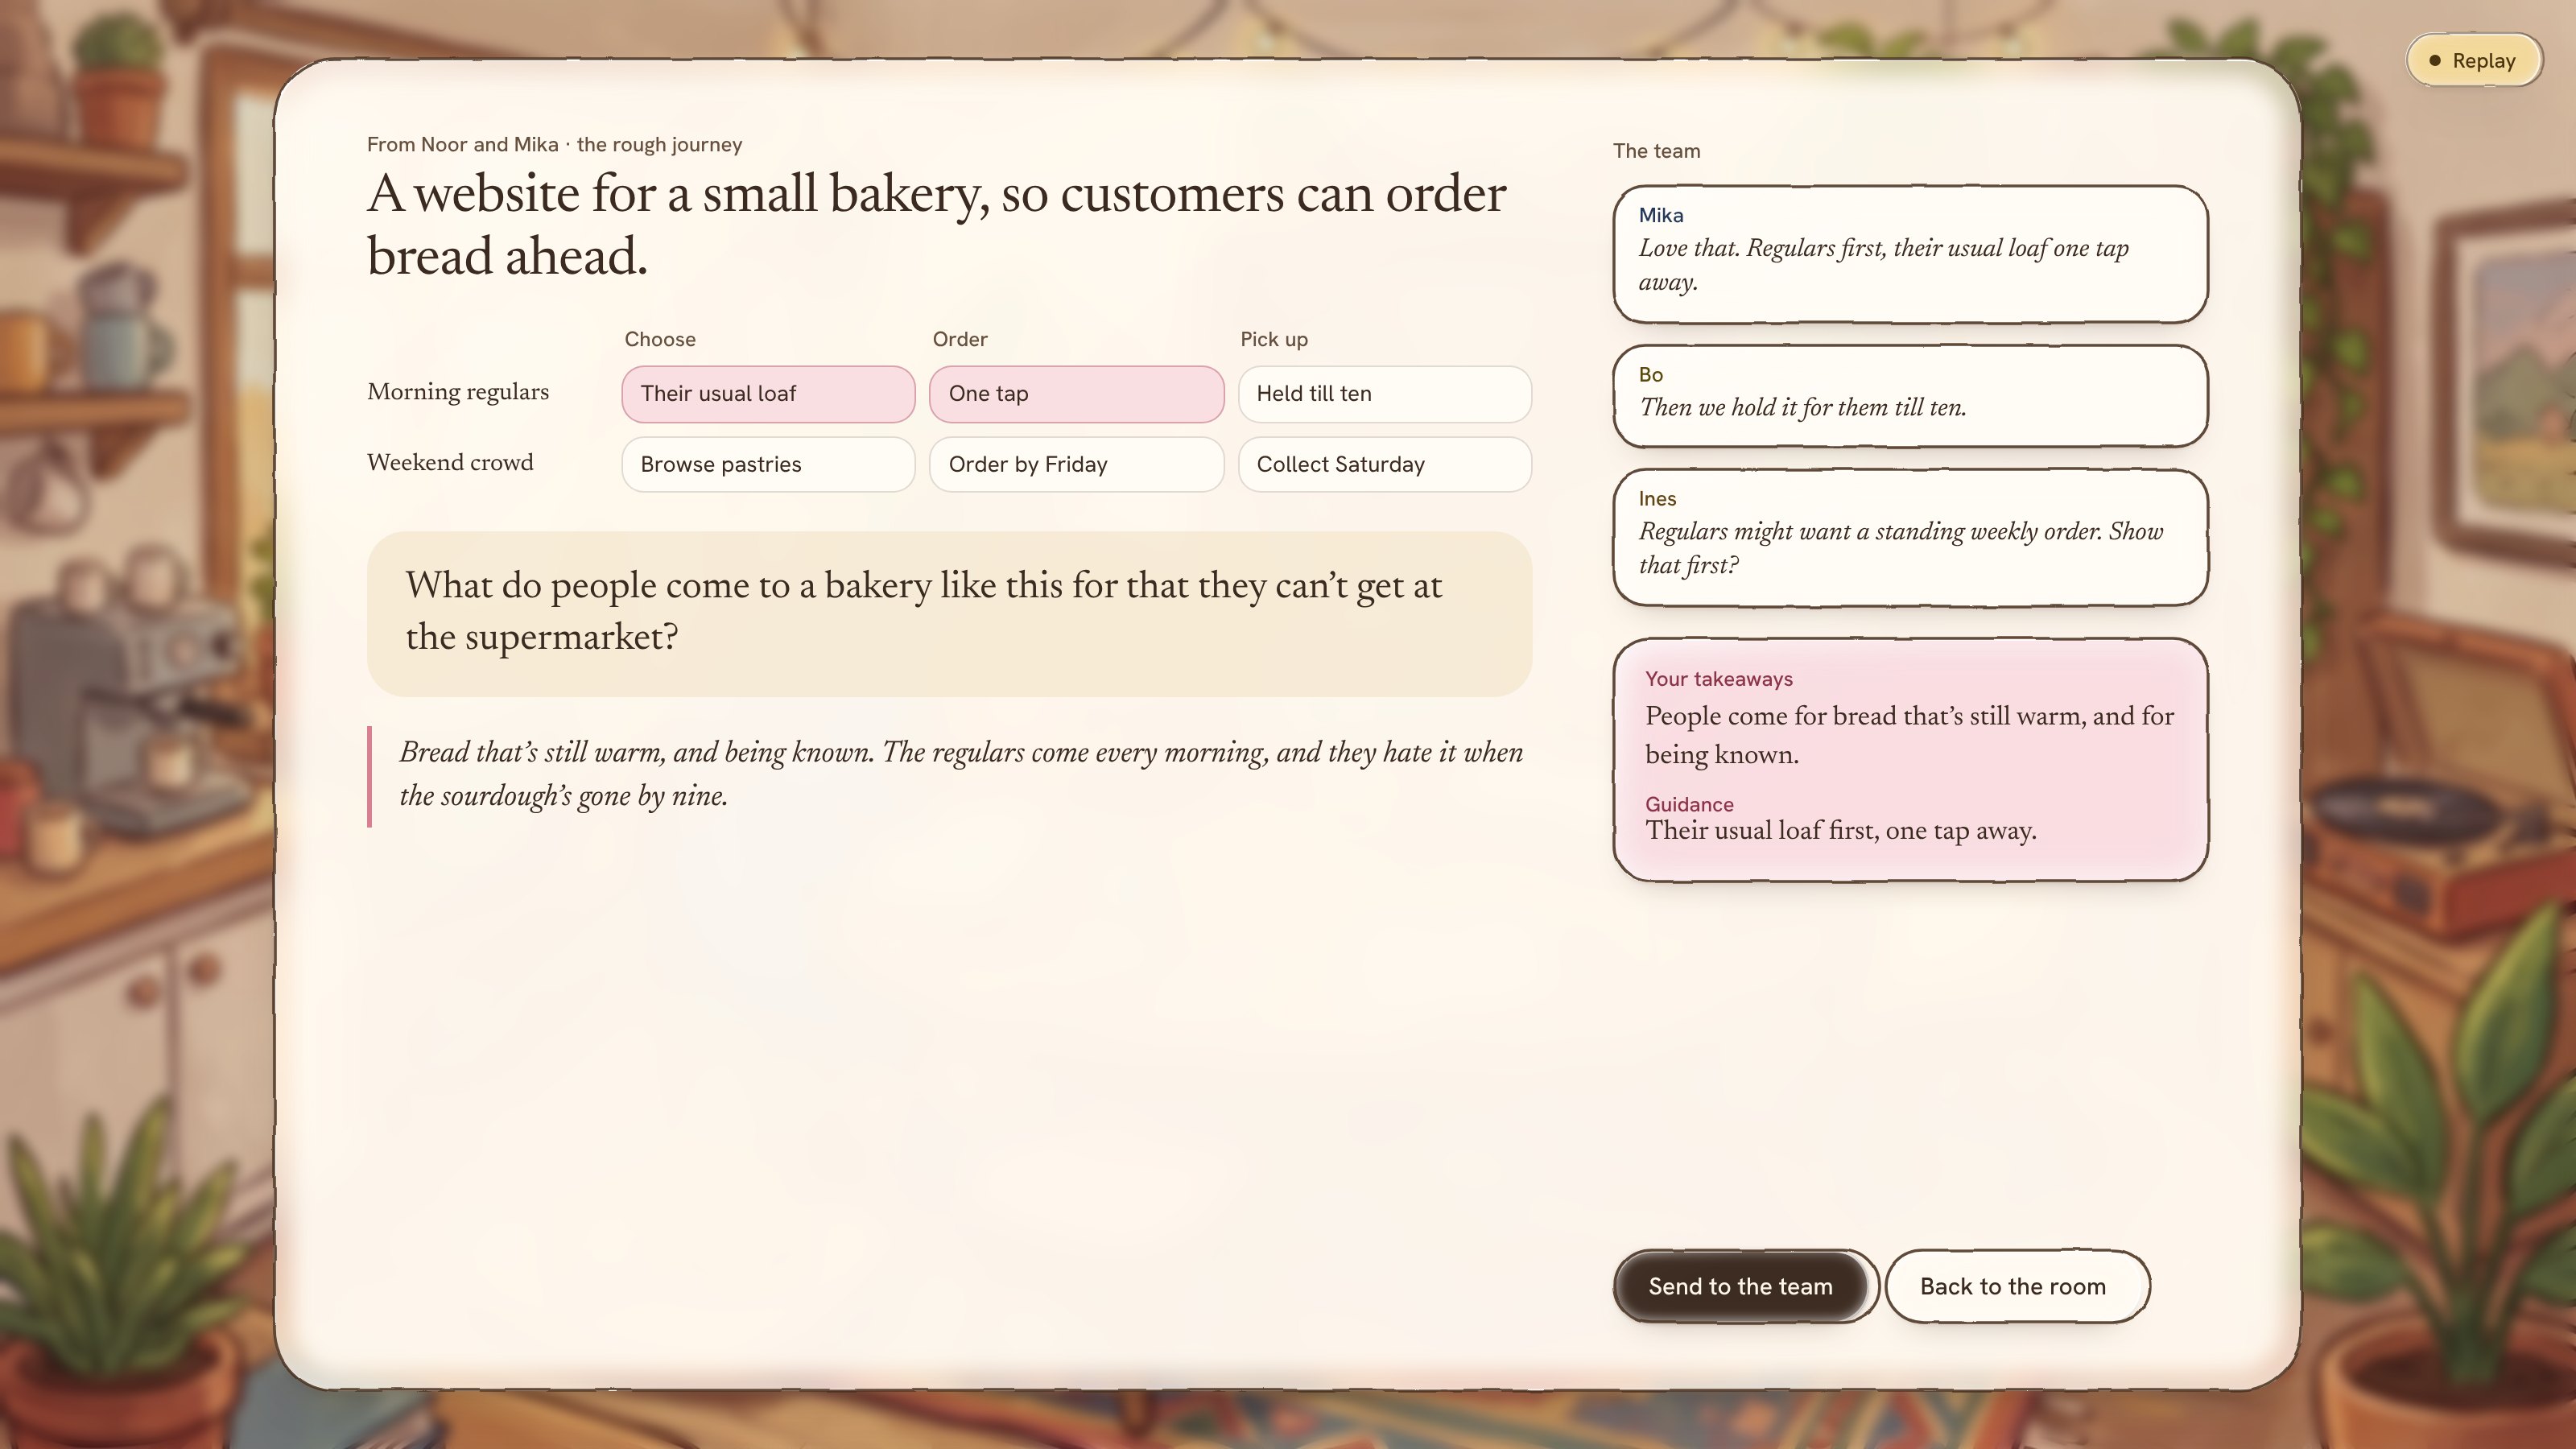 Replay
From Noor and Mika · the rough journey
A website for a small bakery, so customers can order
bread ahead.
Choose Order Pick up
Morning regulars Their usual loaf One tap Held till ten
Weekend crowd Browse pastries Order by Friday Collect Saturday
What do people come to a bakery like this for that they can’t get at
the supermarket?
Bread that’s still warm, and being known. The regulars come every morning, and they hate it when
the sourdough’s gone by nine.
The team
Mika
Love that. Regulars first, their usual loaf one tap
away.
Bo
Then we hold it for them till ten.
Ines
Regulars might want a standing weekly order. Show
that first?
Your takeaways
People come for bread that’s still warm, and for
being known.
Guidance
Their usual loaf first, one tap away.
Send to the team Back to the room